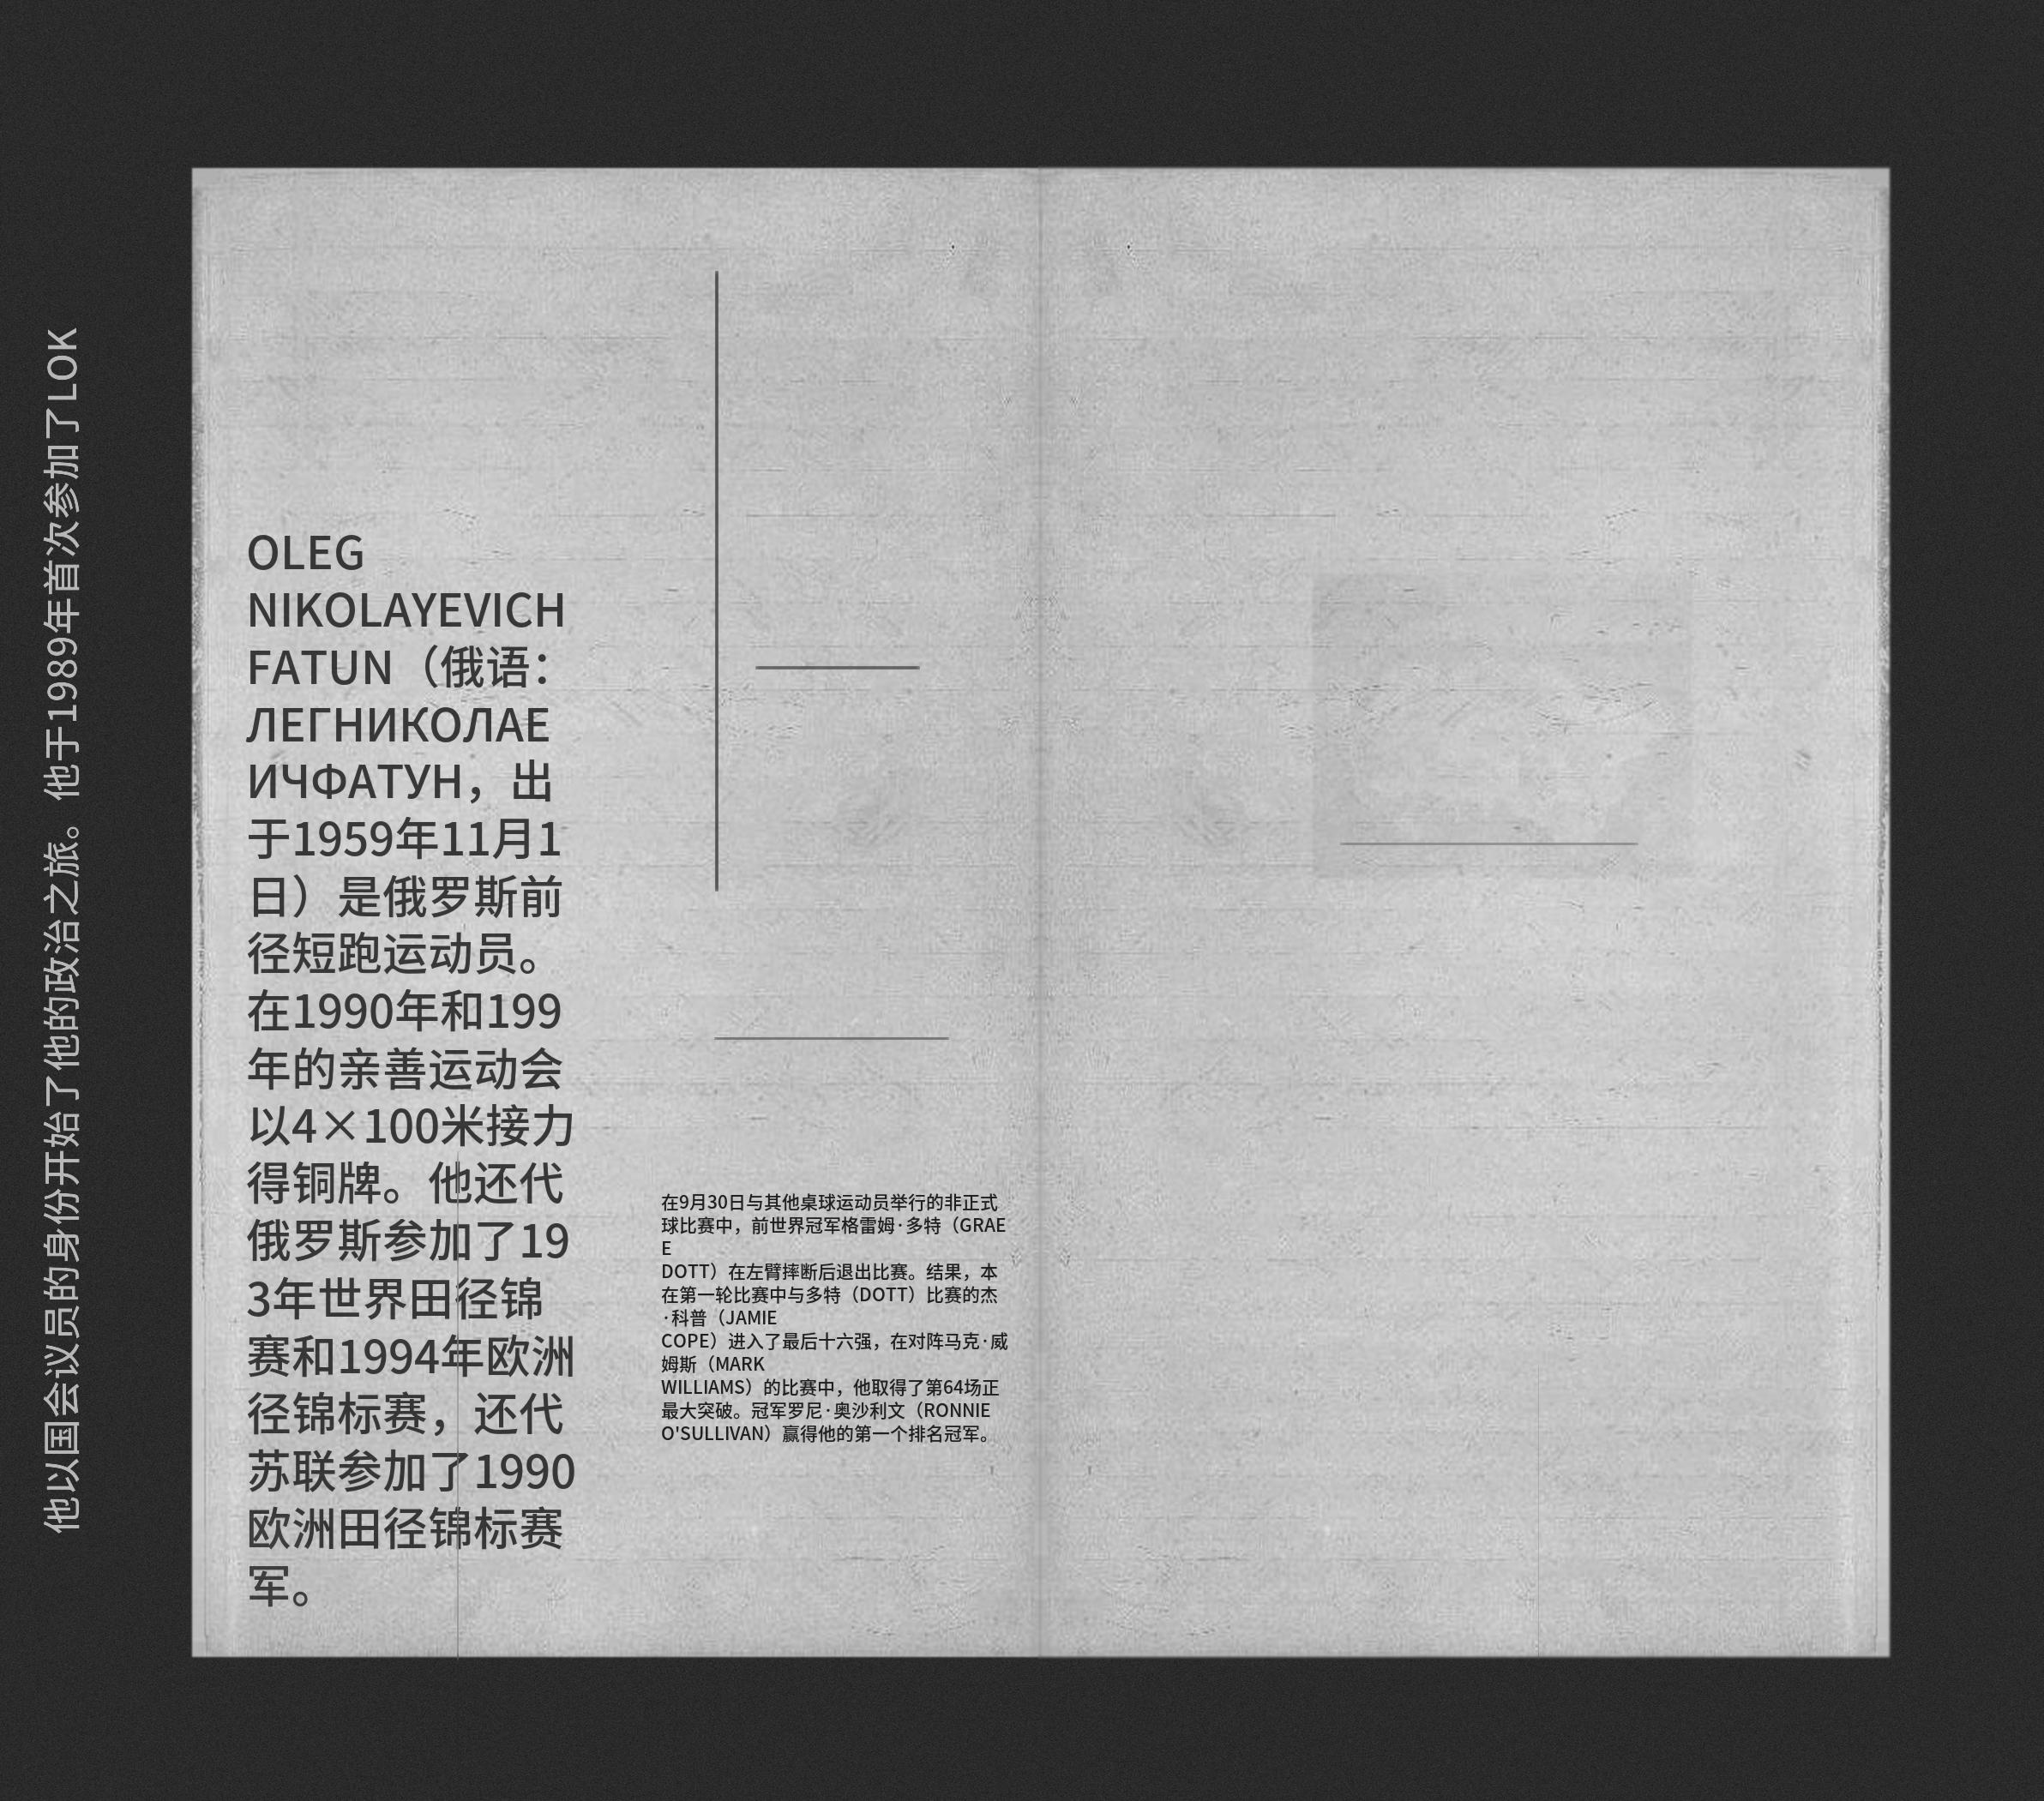 他以国会议员的身份开始了他的政治之旅。他于1989年首次参加了LOK
OLEG
NIKOLAYEVICH
FATUN（俄语：
ЛЕГНИКОЛАЕ
ИЧФАТУН，出
于1959年11月1
日）是俄罗斯前
径短跑运动员。
在1990年和199
年的亲善运动会
以4×100米接力
得铜牌。他还代
俄罗斯参加了19
3年世界田径锦
赛和1994年欧洲
径锦标赛，还代
苏联参加了1990
欧洲田径锦标赛
军。
在9月30日与其他桌球运动员举行的非正式
球比赛中，前世界冠军格雷姆·多特（GRAE
E
DOTT）在左臂摔断后退出比赛。结果，本
在第一轮比赛中与多特（DOTT）比赛的杰
·科普（JAMIE
COPE）进入了最后十六强，在对阵马克·威
姆斯（MARK
WILLIAMS）的比赛中，他取得了第64场正
最大突破。冠军罗尼·奥沙利文（RONNIE
O'SULLIVAN）赢得他的第一个排名冠军。